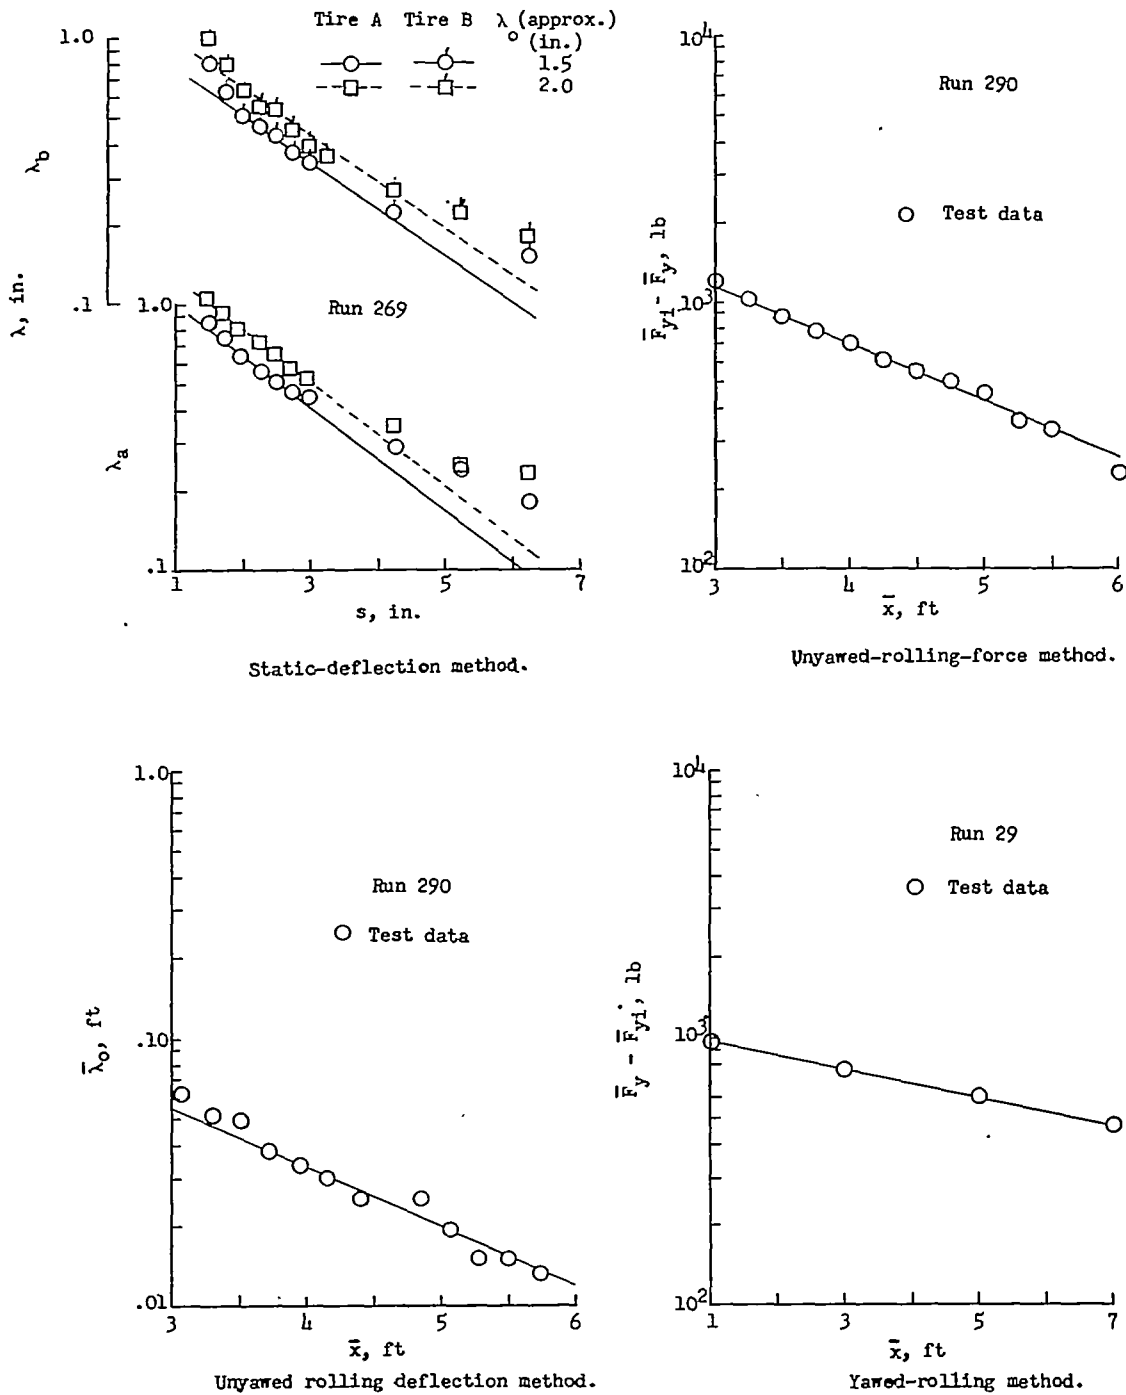 Tire A Tire B λ (approx.)
o (in.)
1.5
2.0
1.0
λb
.1
λ, in.
Run 269
1.0
λa
.1
1 3 5 7
s, in.
Static-deflection method.
10⁴
Run 290
Test data
F̅yi - F̅y, lb
10³
10²
3 4 5 6
x̅, ft
Unyawed-rolling-force method.
1.0
Run 290
Test data
λ̅o, ft
.10
.01
3 4 5 6
x̅, ft
Unyawed rolling deflection method.
10⁴
Run 29
Test data
F̅y - F̅yi, lb
10³
10²
1 3 5 7
x̅, ft
Yawed-rolling method.